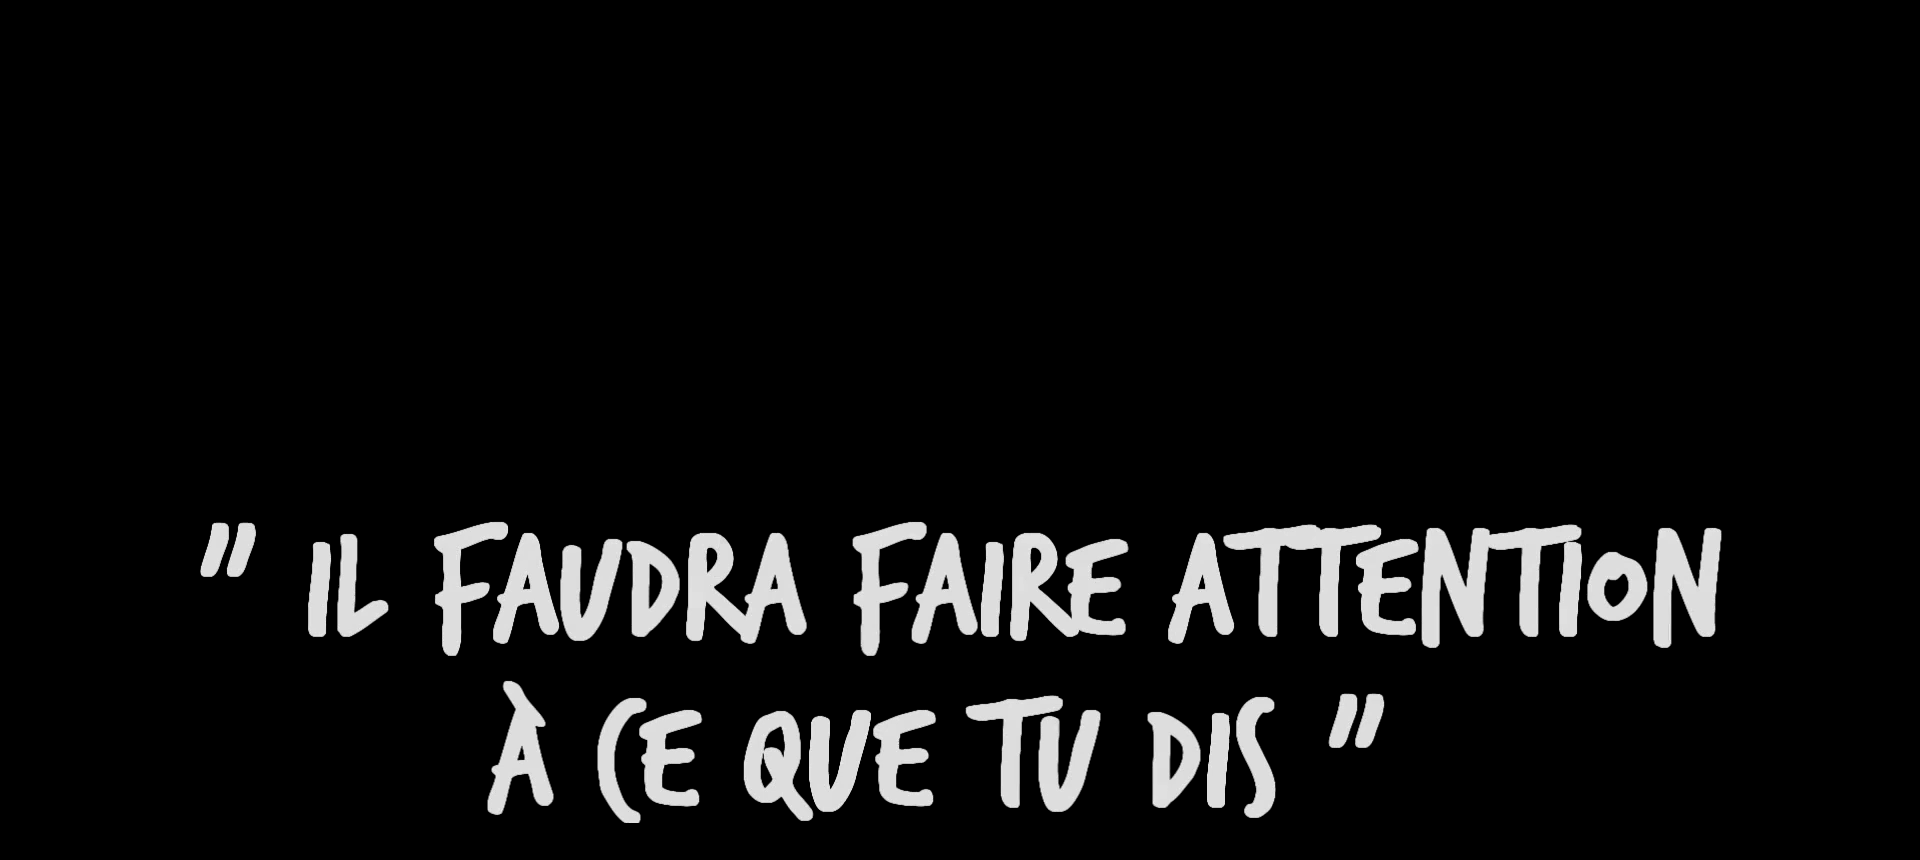 " IL FAUDRA FAIRE ATTENTION
À CE QUE TU DIS "